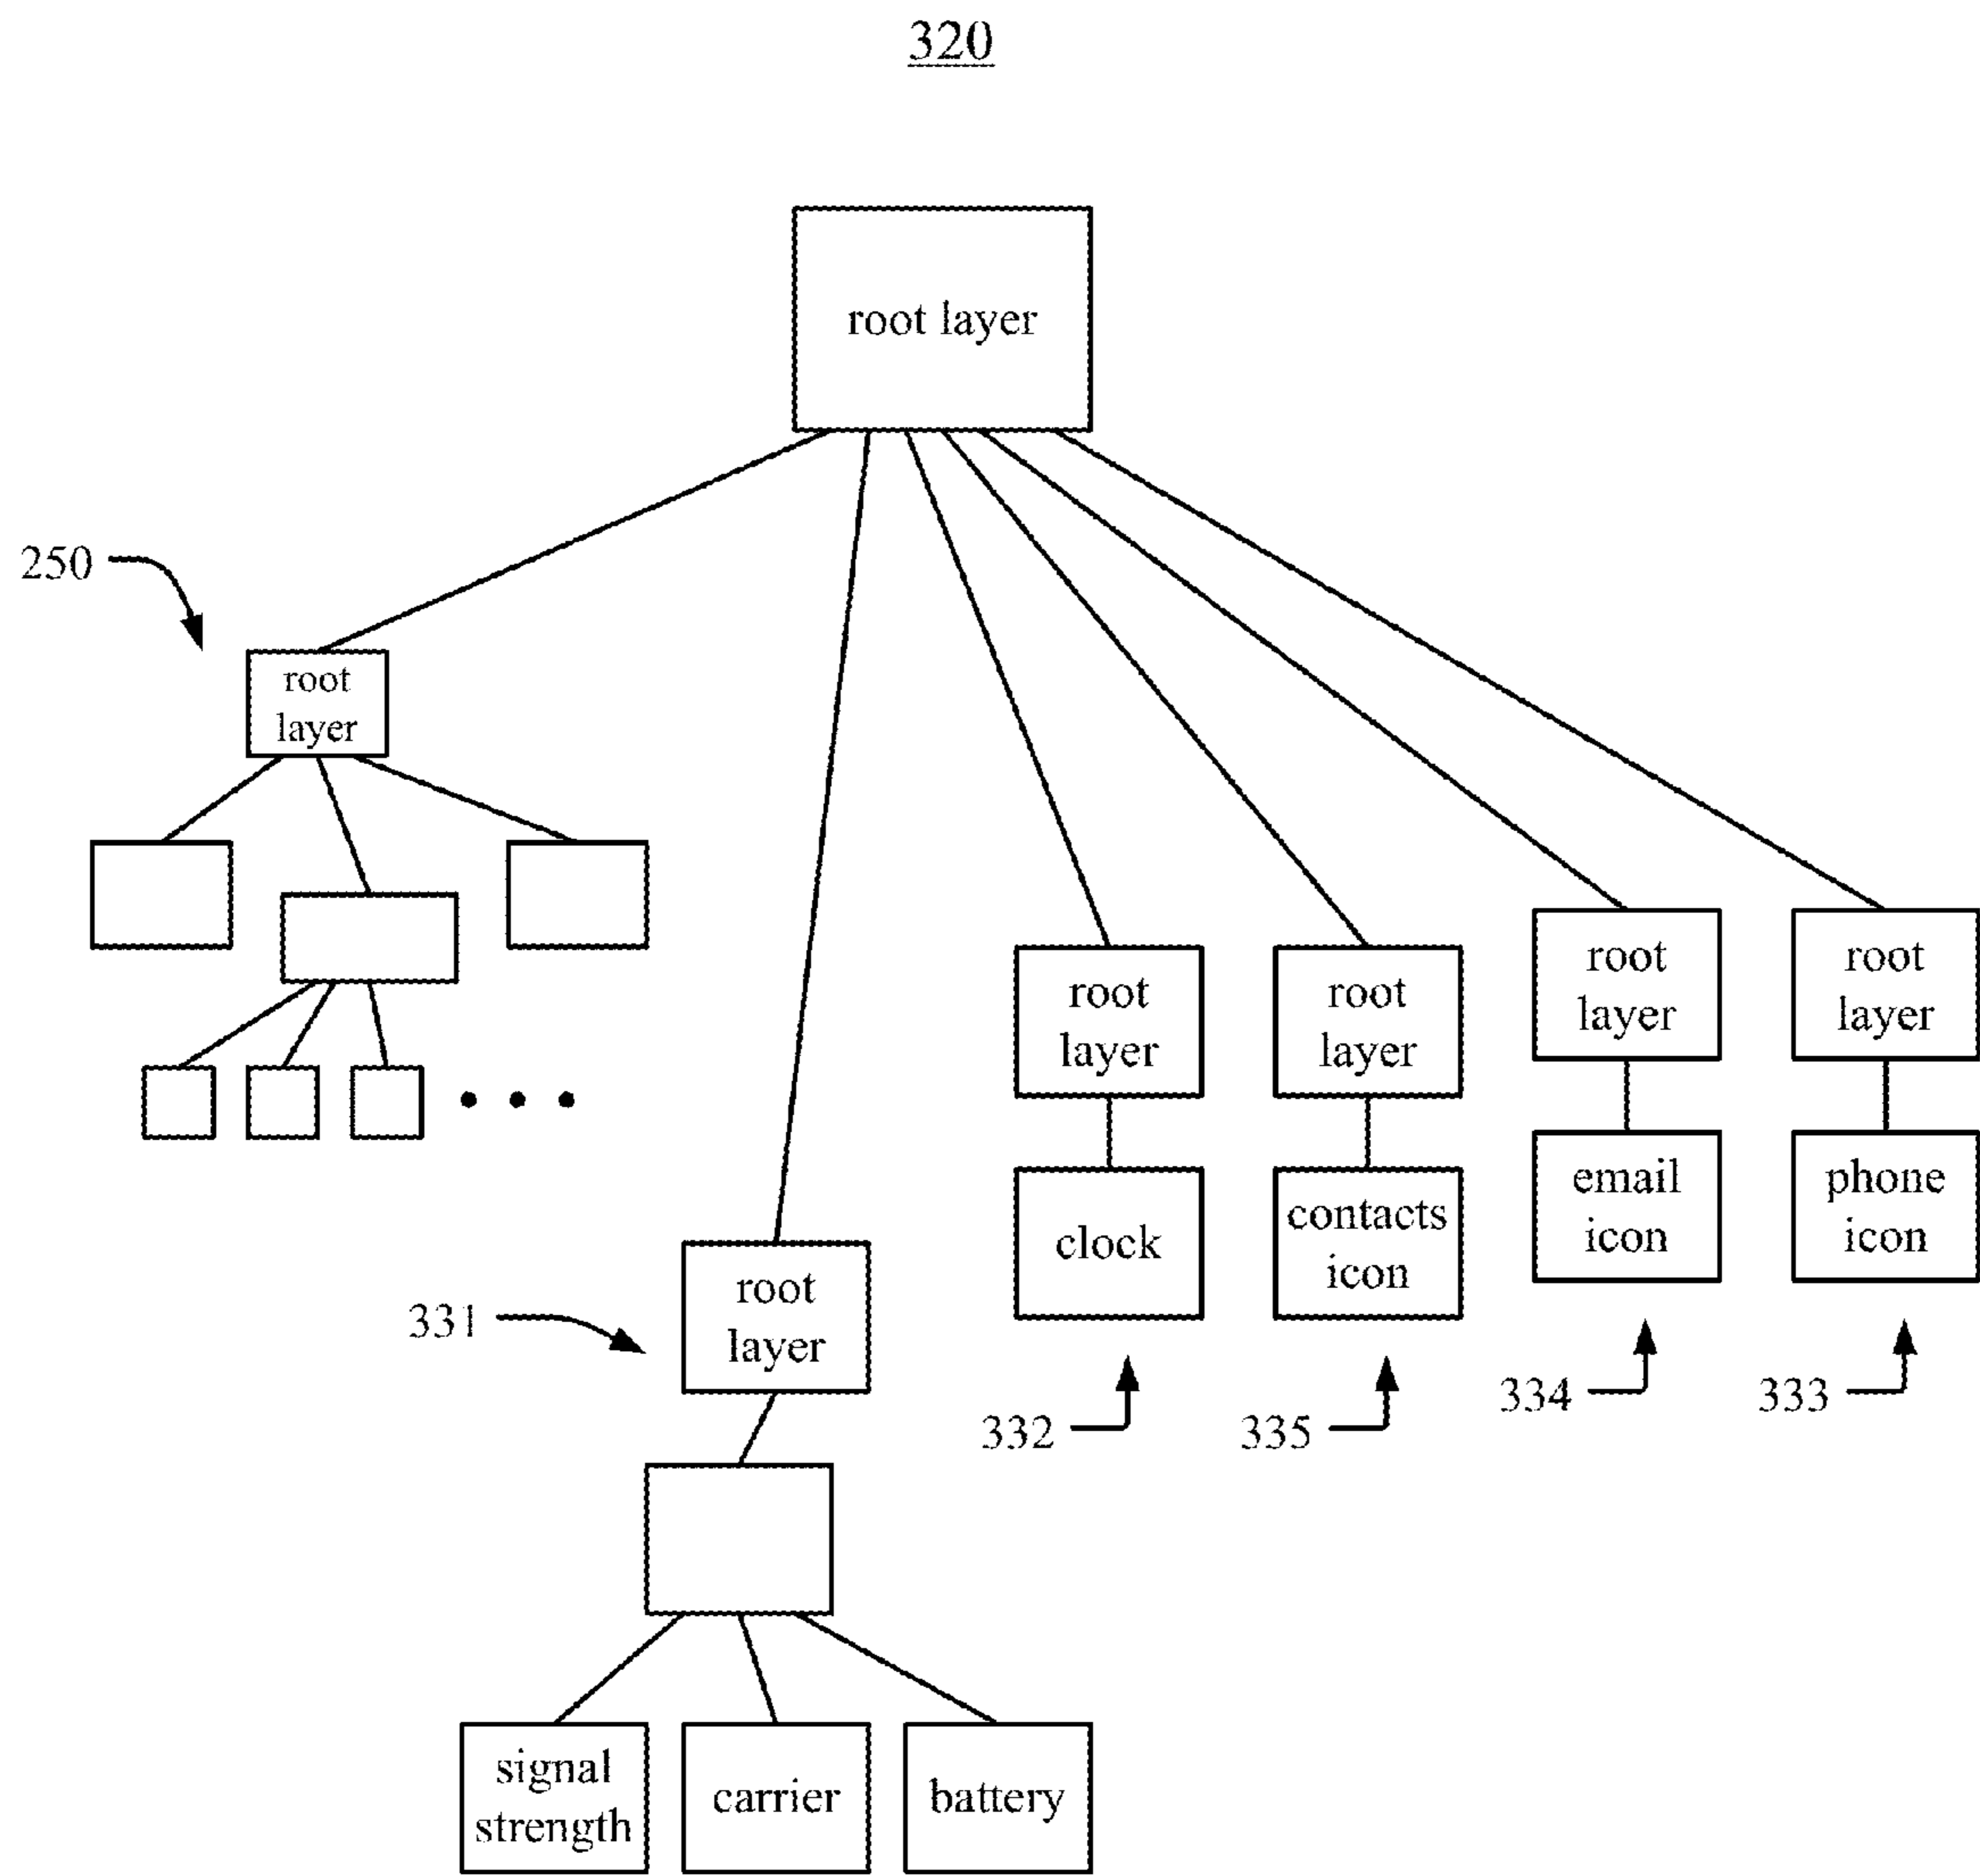 320
root layer
250
root
layer
root
layer
root
layer
root
layer
root
layer
clock
contacts
icon
email
icon
phone
icon
root
layer
331
332
335
334
333
signal
strength
carrier
battery